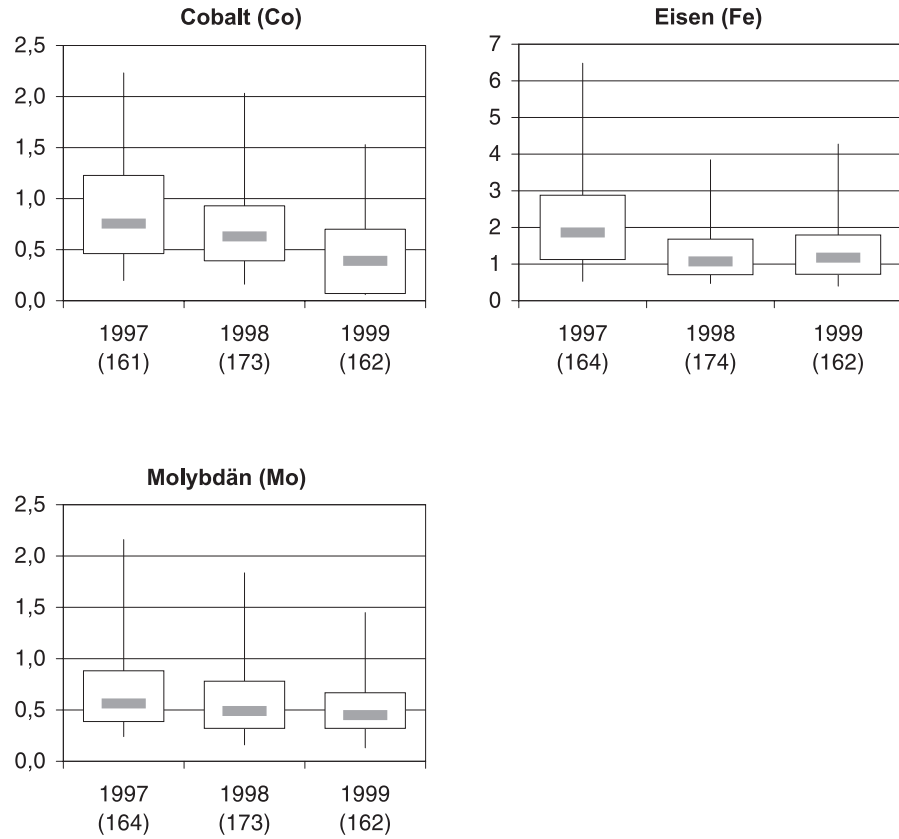 Cobalt (Co)
2,5
2,0
1,5
1,0
0,5
0,0
1997 1998 1999
(161) (173) (162)
Eisen (Fe)
7
6
5
4
3
2
1
0
1997 1998 1999
(164) (174) (162)
Molybdän (Mo)
2,5
2,0
1,5
1,0
0,5
0,0
1997 1998 1999
(164) (173) (162)